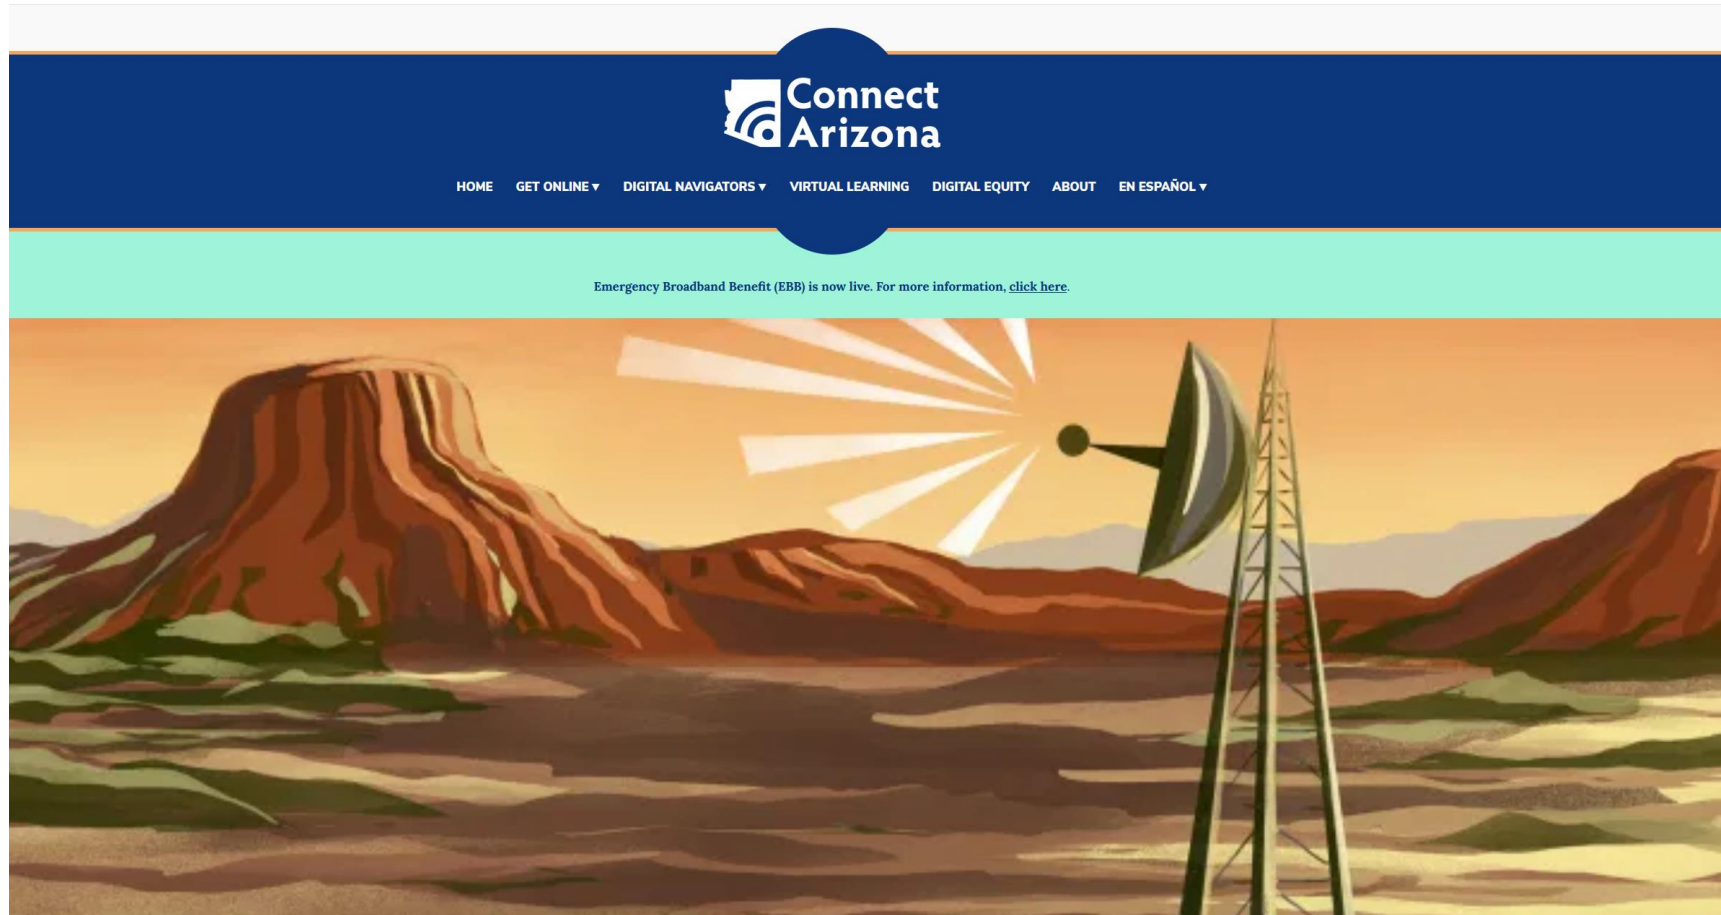 Connect
Arizona
HOME GET ONLINE ▼ DIGITAL NAVIGATORS ▼ VIRTUAL LEARNING DIGITAL EQUITY ABOUT EN ESPAÑOL ▼
Emergency Broadband Benefit (EBB) is now live. For more information, click here.